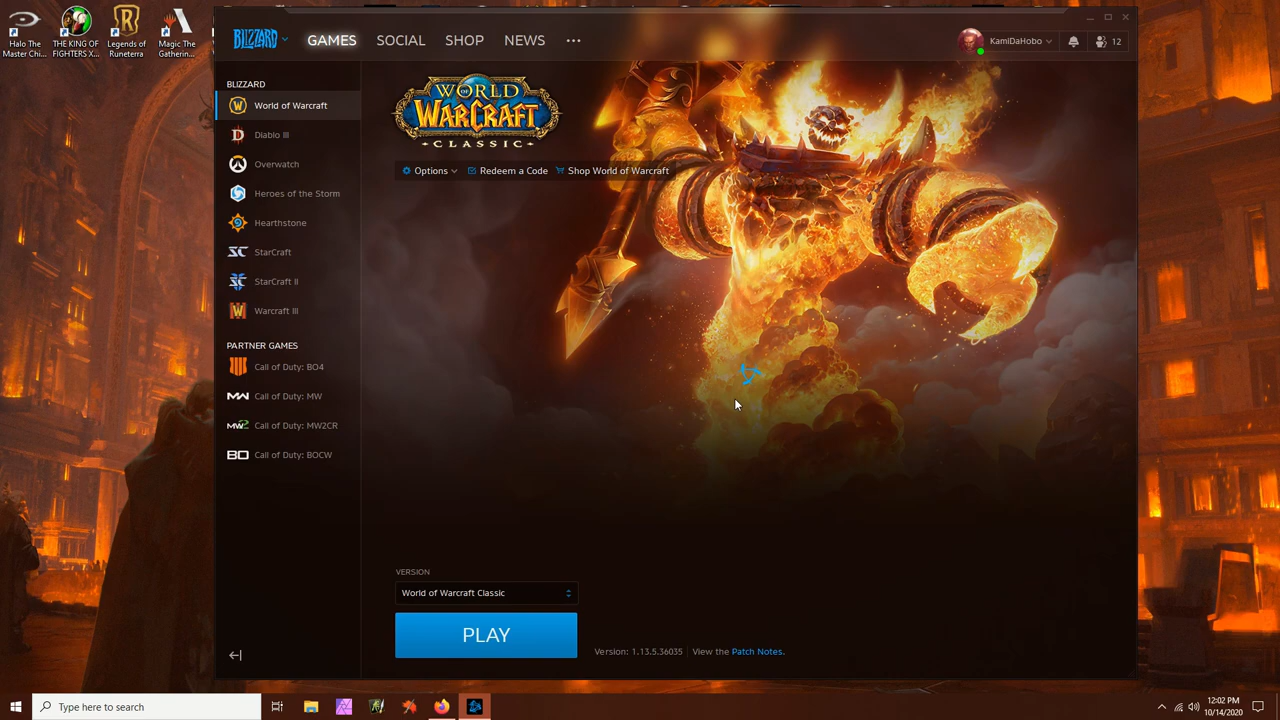 Halo The
Master Chi...
THE KING OF
FIGHTERS X...
Legends of
Runeterra
Magic The
Gatherin...
BLIZZARD
GAMES
SOCIAL
SHOP
NEWS
KamiDaHobo
12
BLIZZARD
World of Warcraft
Diablo III
Overwatch
Heroes of the Storm
Hearthstone
StarCraft
StarCraft II
Warcraft III
PARTNER GAMES
Call of Duty: BO4
Call of Duty: MW
Call of Duty: MW2CR
Call of Duty: BOCW
WORLD
OF
WARCRAFT
CLASSIC
Options
Redeem a Code
Shop World of Warcraft
VERSION
World of Warcraft Classic
PLAY
Version: 1.13.5.36035
View the Patch Notes.
Type here to search
12:02 PM
10/14/2020